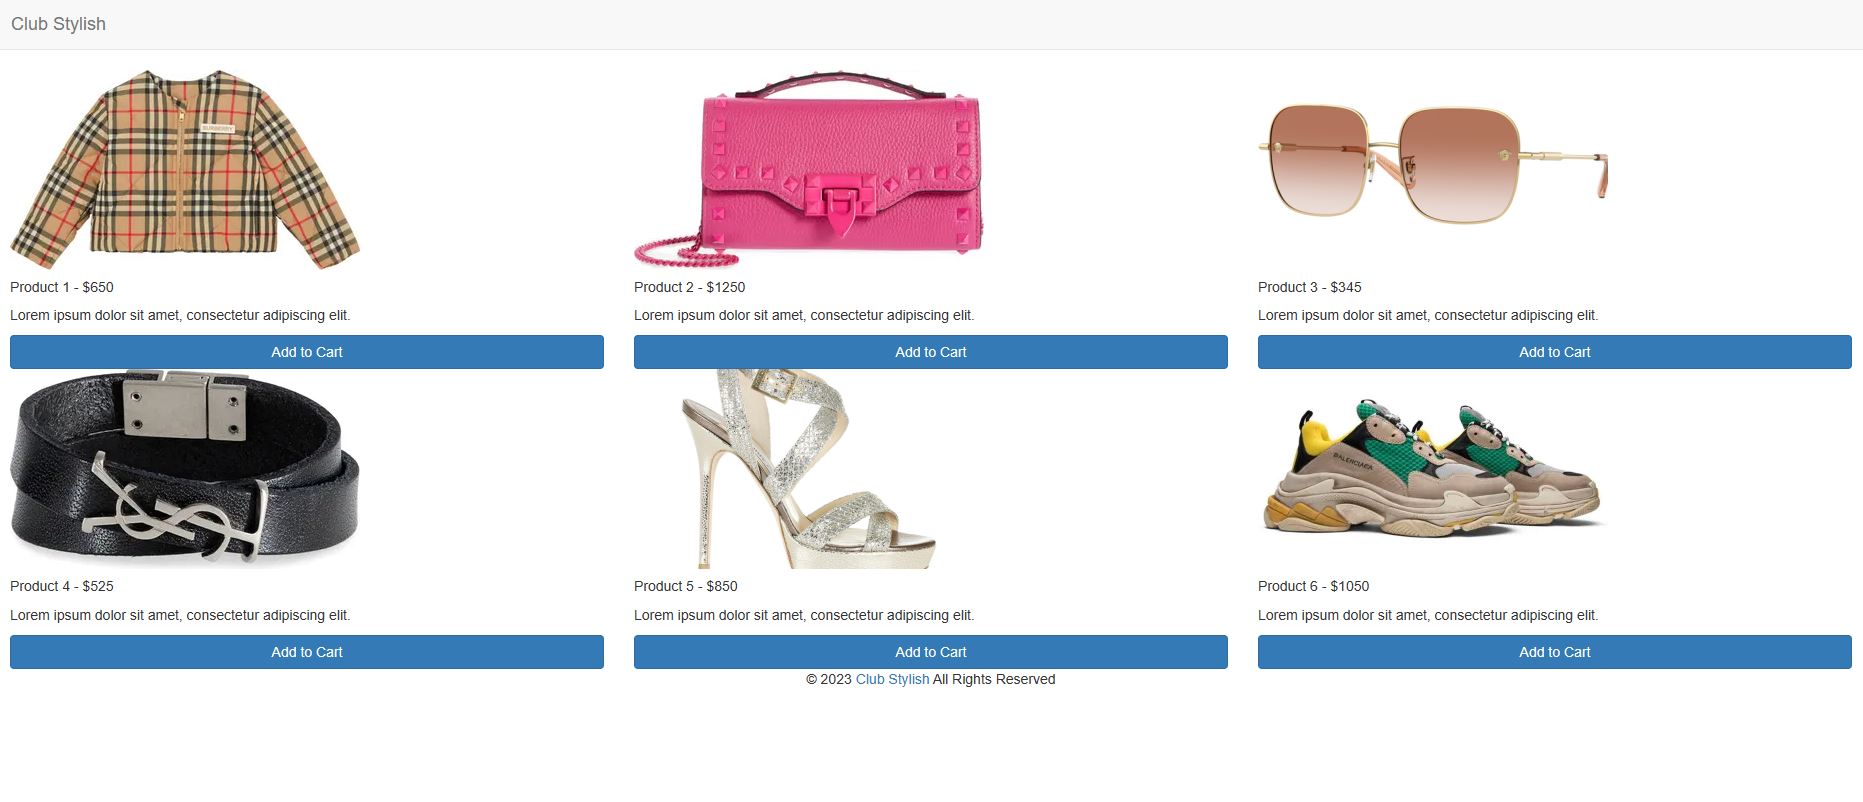 Club Stylish
BURBERRY
Product 1 - $650
Lorem ipsum dolor sit amet, consectetur adipiscing elit.
Add to Cart
Product 2 - $1250
Lorem ipsum dolor sit amet, consectetur adipiscing elit.
Add to Cart
Product 3 - $345
Lorem ipsum dolor sit amet, consectetur adipiscing elit.
Add to Cart
YSL
Product 4 - $525
Lorem ipsum dolor sit amet, consectetur adipiscing elit.
Add to Cart
Product 5 - $850
Lorem ipsum dolor sit amet, consectetur adipiscing elit.
Add to Cart
BALENCIAGA
Product 6 - $1050
Lorem ipsum dolor sit amet, consectetur adipiscing elit.
Add to Cart
© 2023 Club Stylish All Rights Reserved